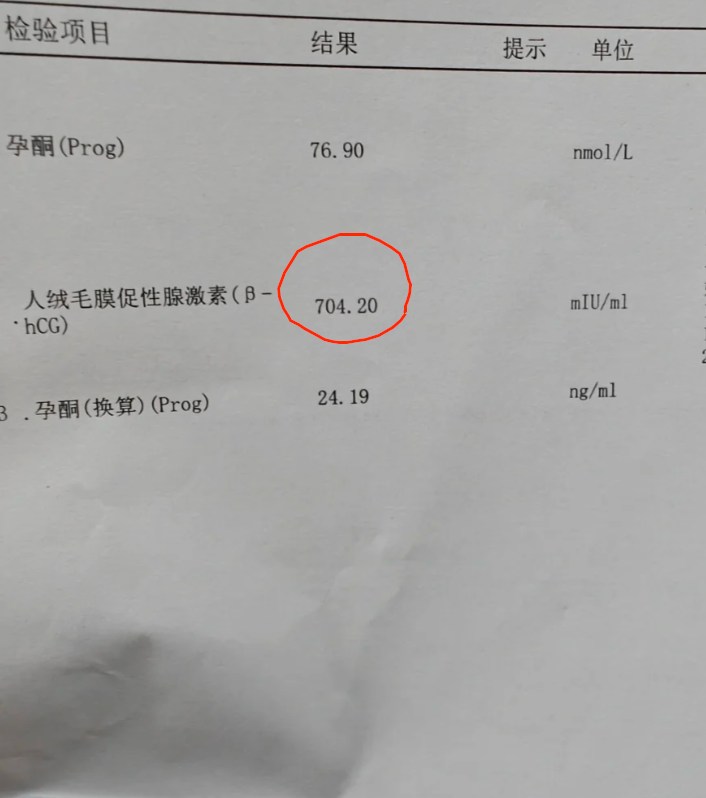 检验项目 结果 提示 单位
孕酮(Prog) 76.90 nmol/L
人绒毛膜促性腺激素(β-
hCG) 704.20 mIU/ml
3 .孕酮(换算)(Prog) 24.19 ng/ml